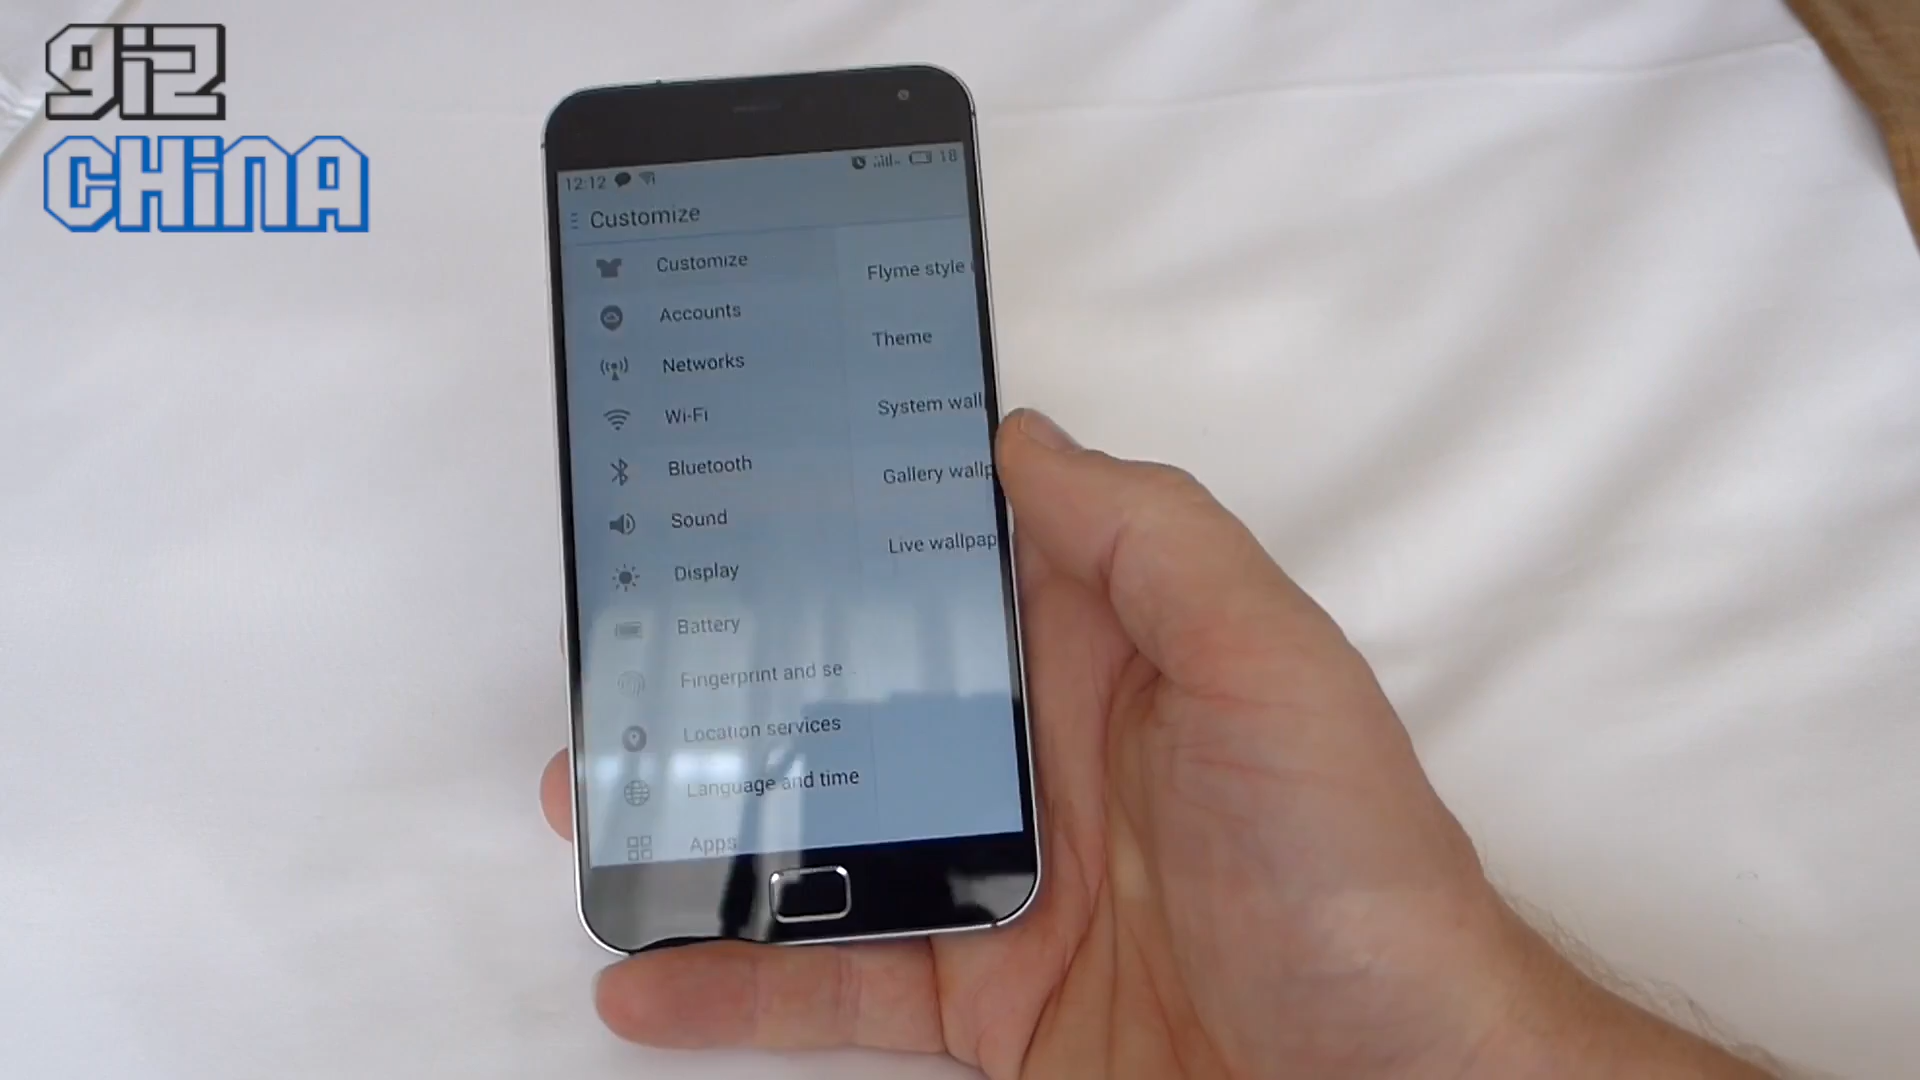 giz
CHINA
12:12
18
Customize
Customize
Accounts
Networks
Wi-Fi
Bluetooth
Sound
Display
Battery
Fingerprint and se
Location services
Language and time
Apps
Flyme style
Theme
System wall
Gallery wallp
Live wallpap